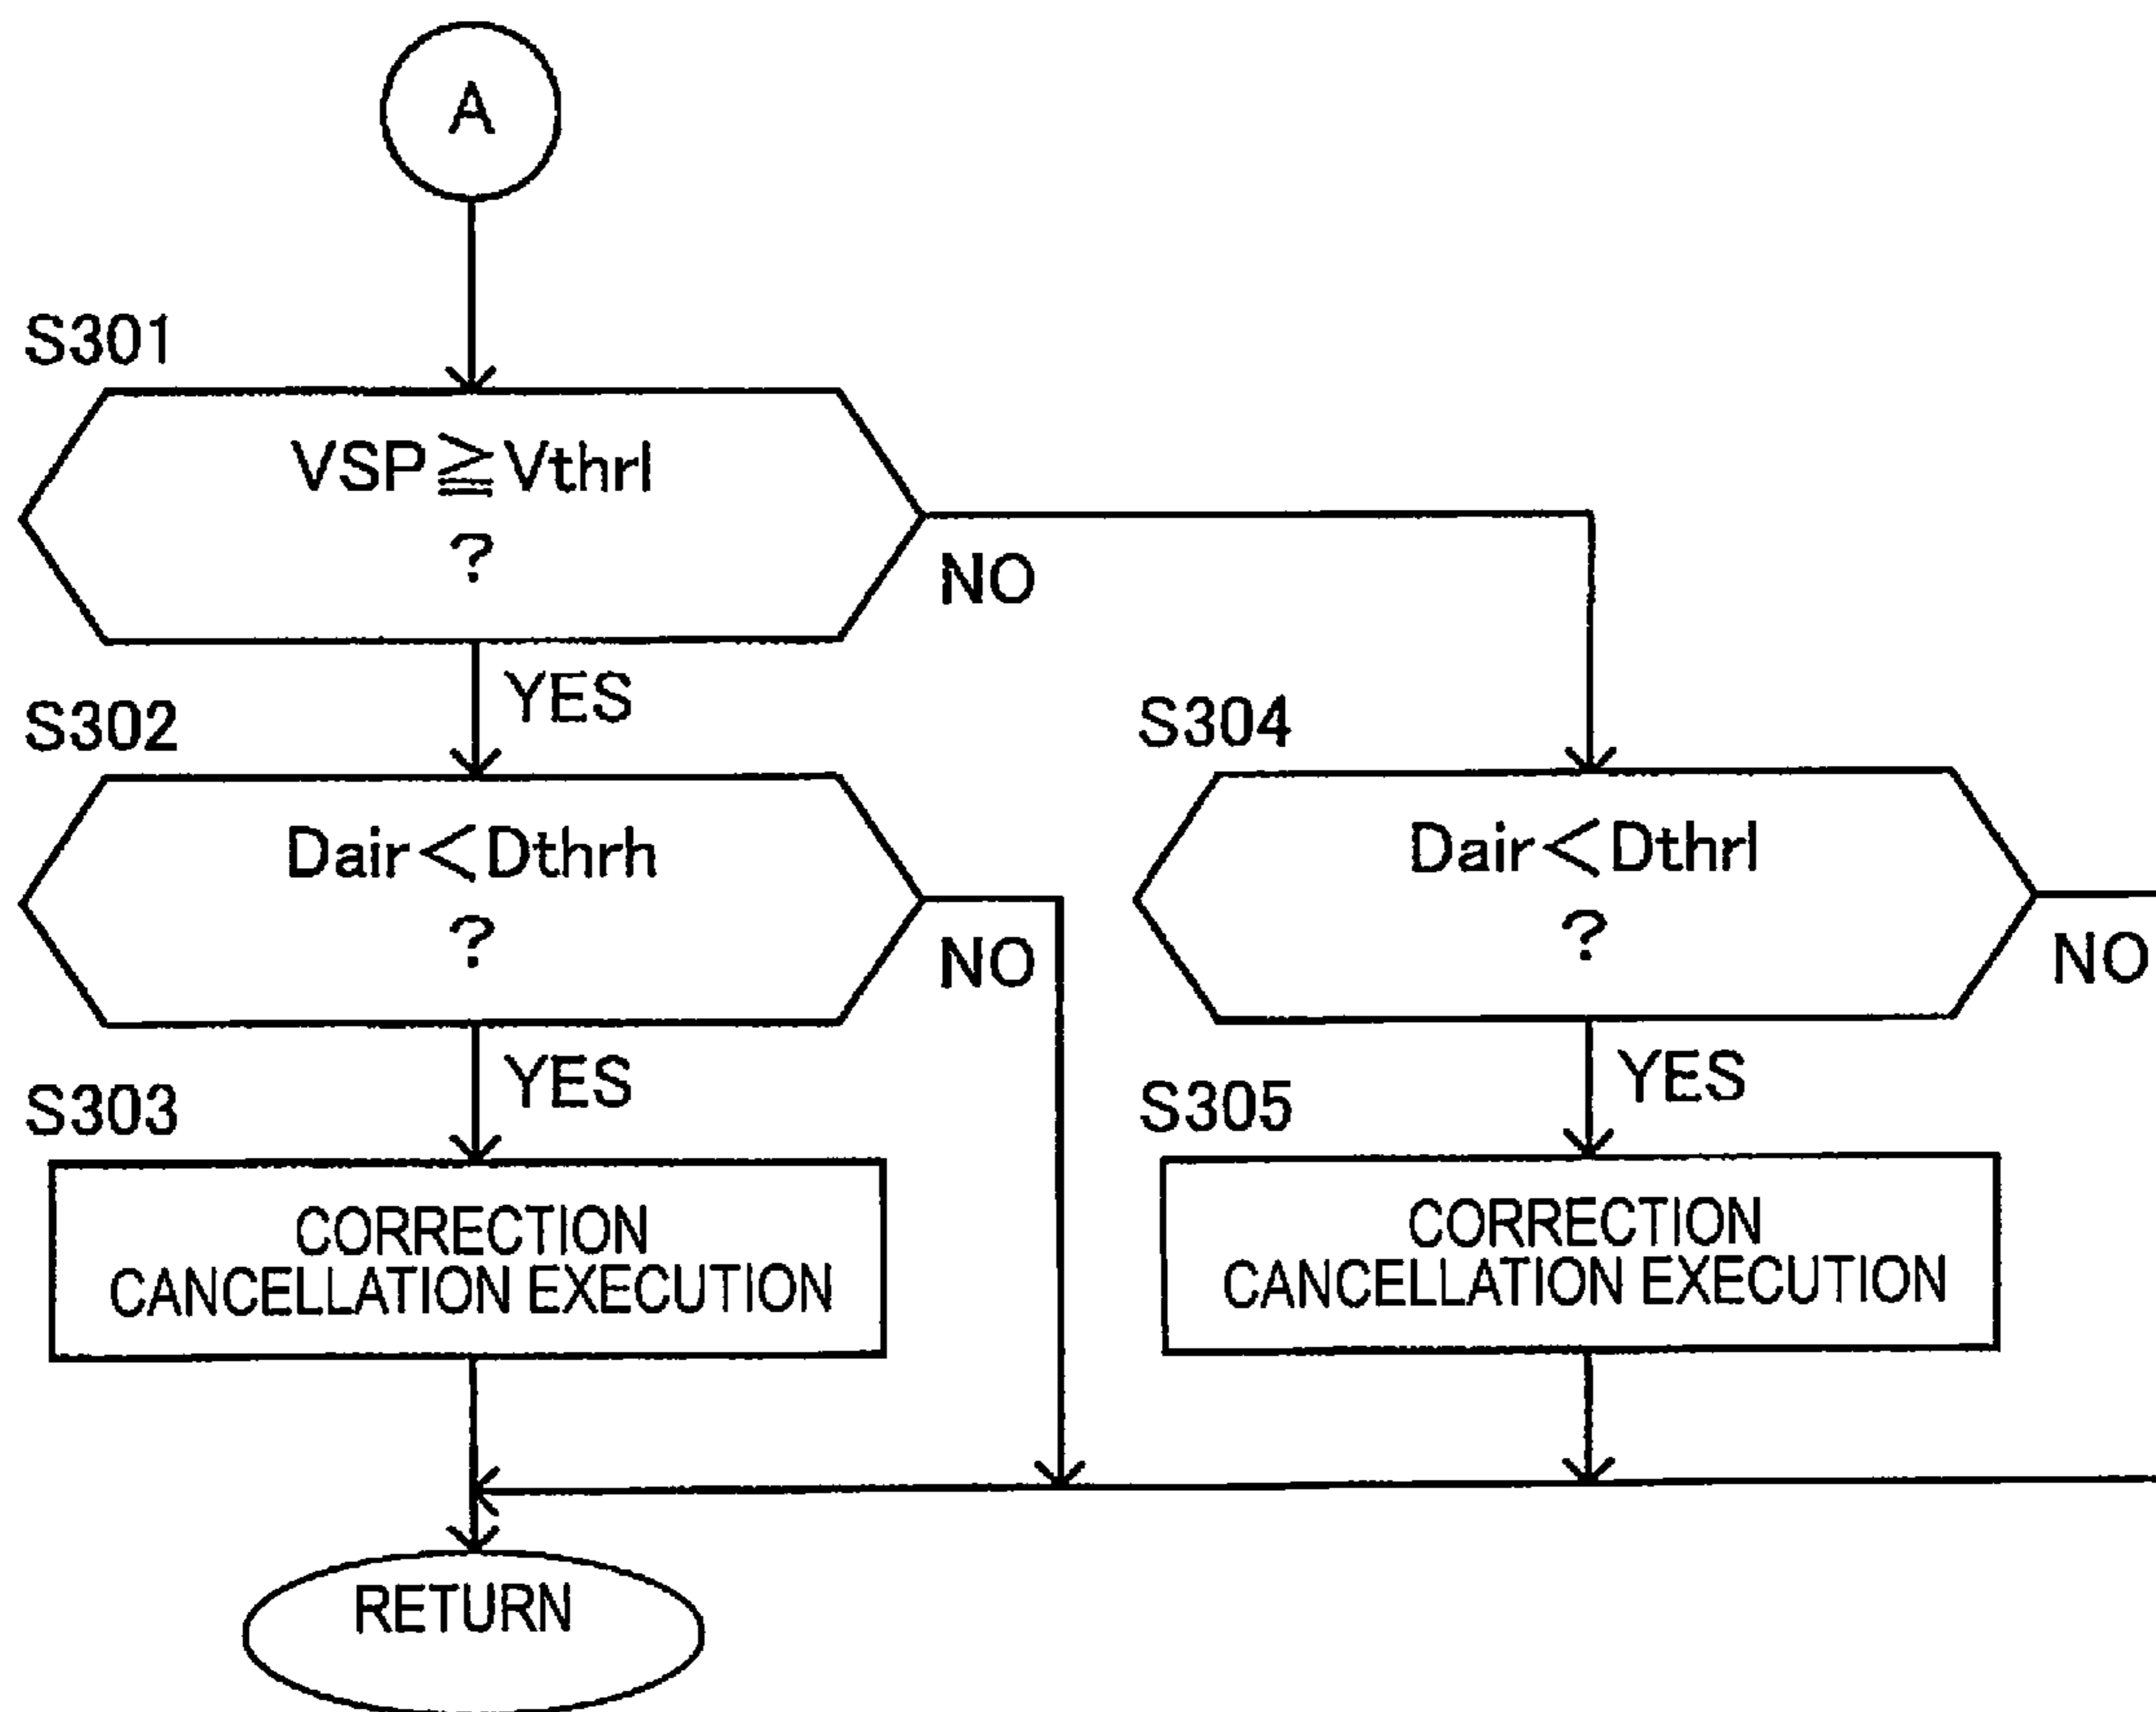 A
S301
VSP≧Vthrl
?
NO
YES
S302
Dair<Dthrh
?
NO
YES
S304
Dair<Dthrl
?
NO
YES
S303
CORRECTION
CANCELLATION EXECUTION
S305
CORRECTION
CANCELLATION EXECUTION
RETURN